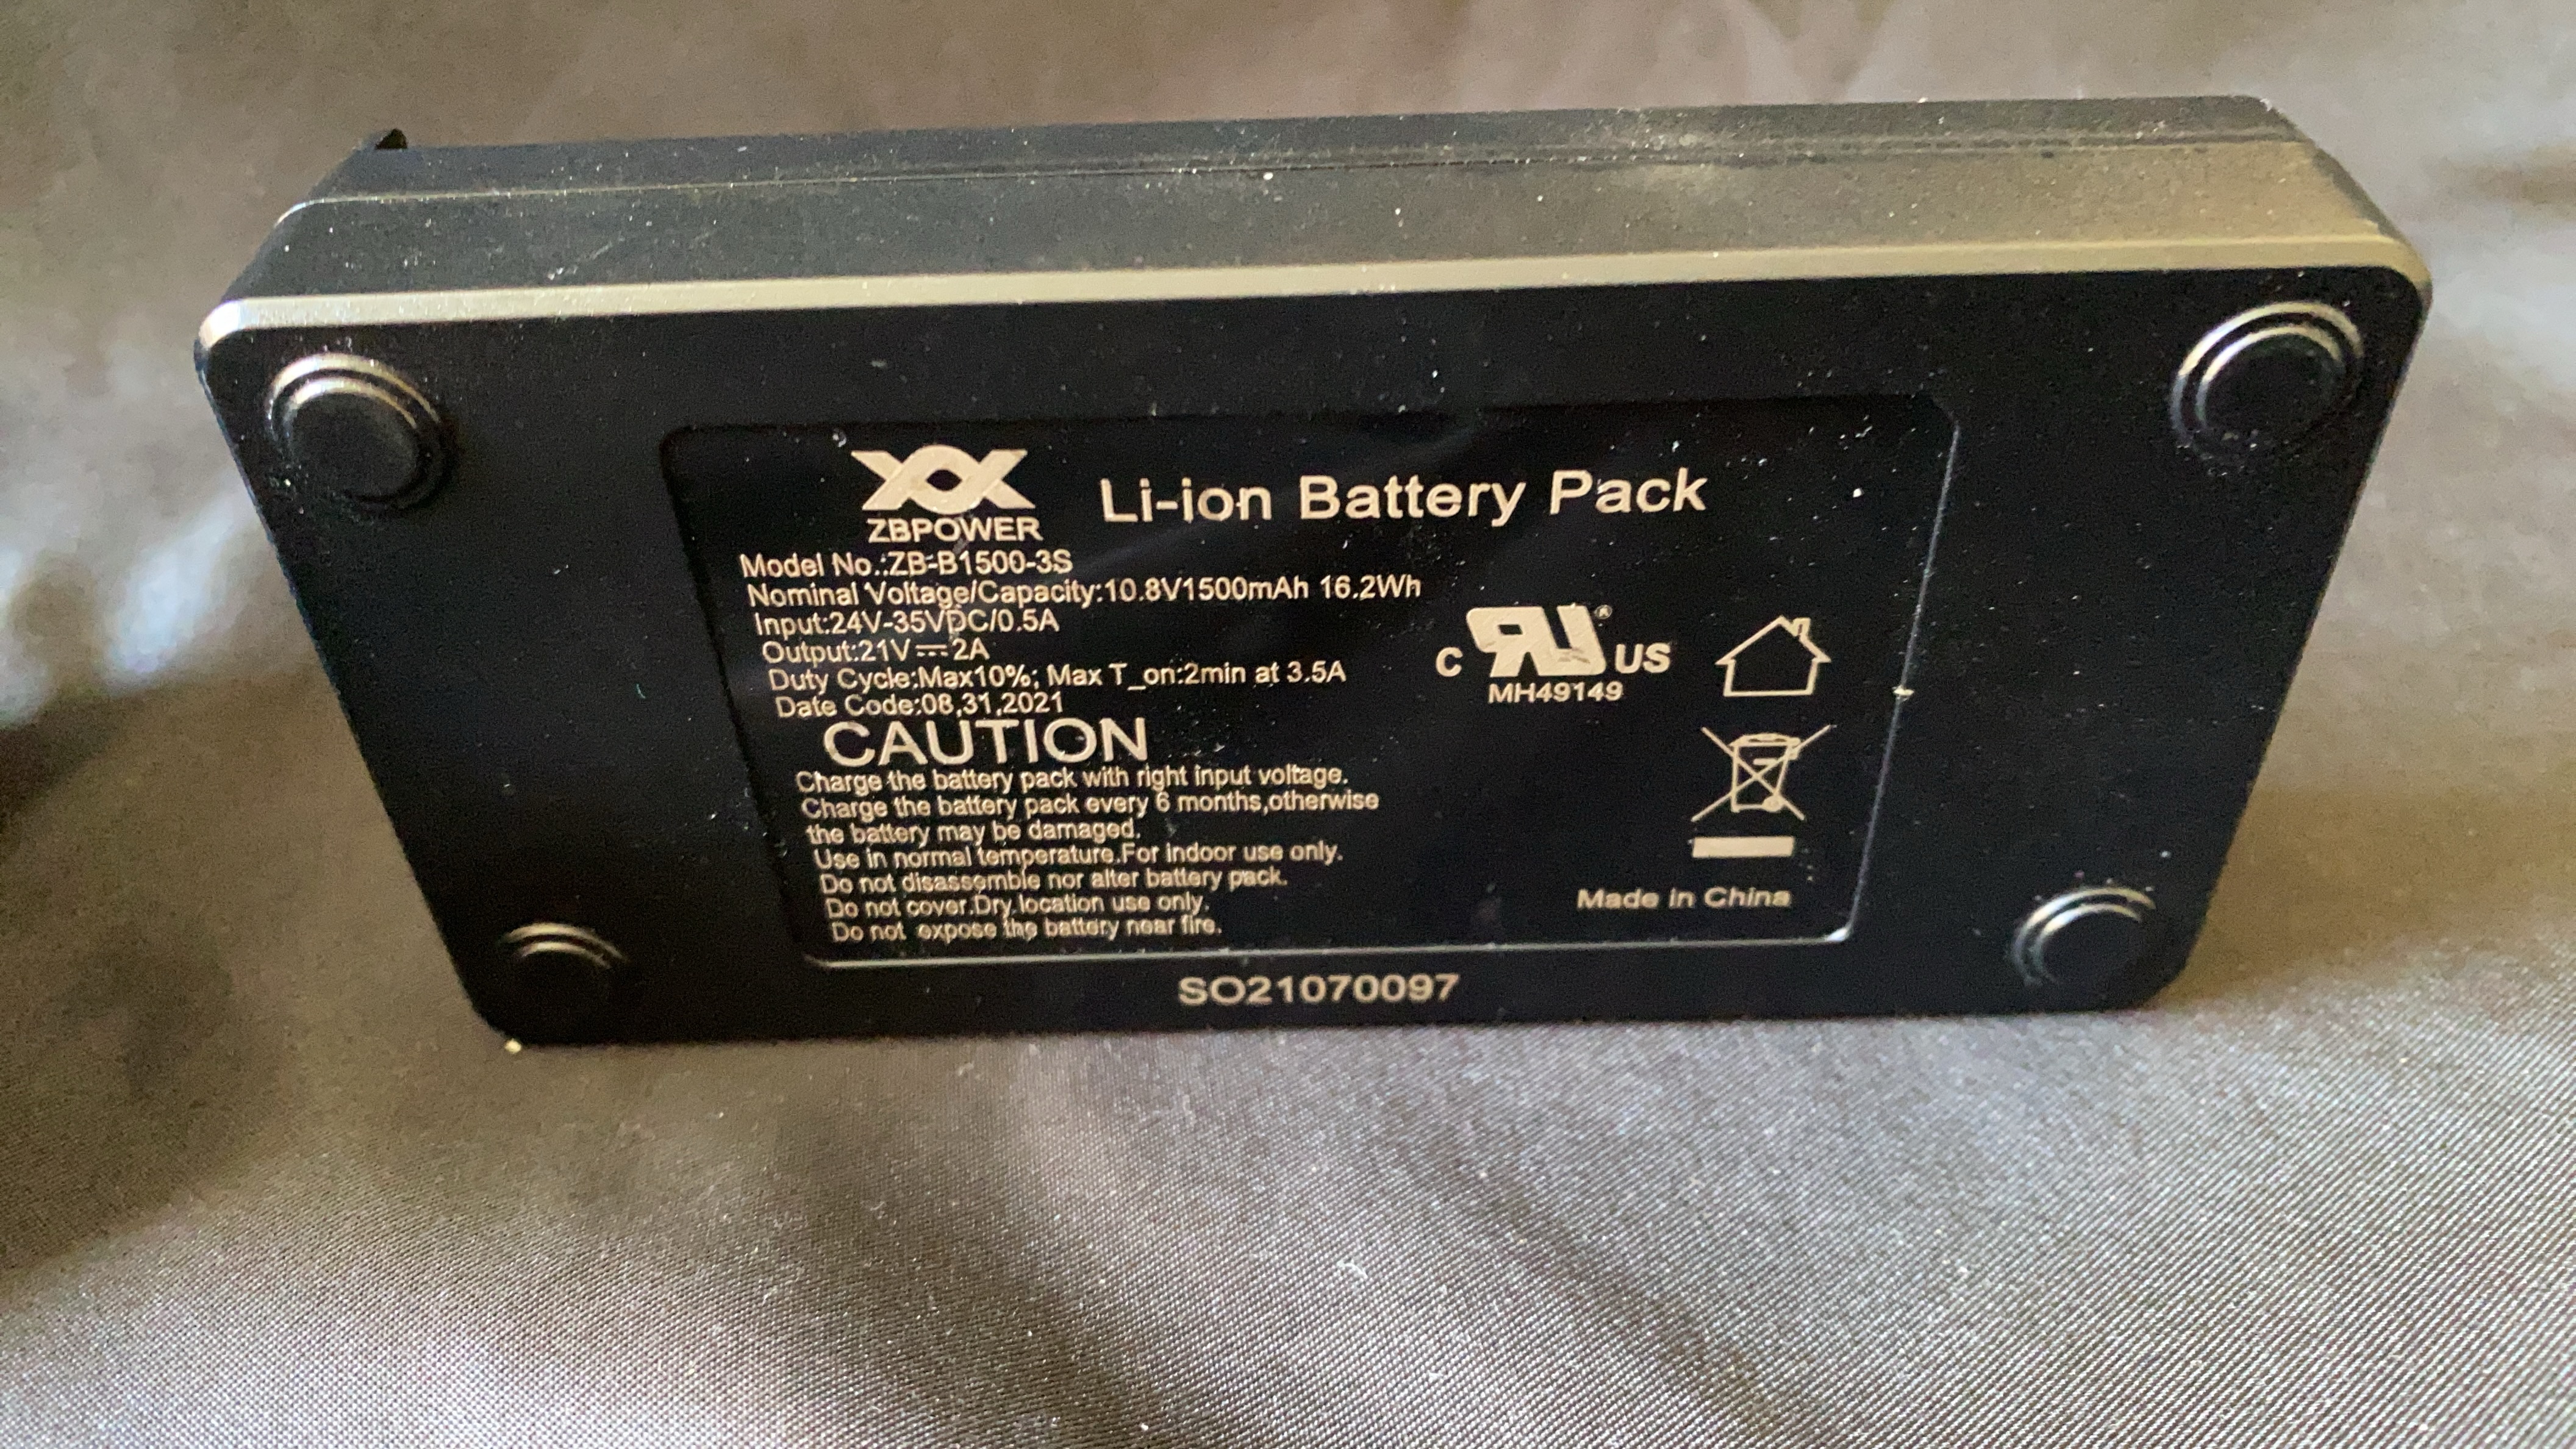 ZBPOWER
Li-ion Battery Pack
Model No.:ZB-B1500-3S
Nominal Voltage/Capacity:10.8V1500mAh 16.2Wh
Input:24V-35VDC/0.5A
Output:21V⎓2A
Duty Cycle:Max10%; Max T_on:2min at 3.5A
Date Code:08,31,2021
c RU® US
MH49149
CAUTION
Charge the battery pack with right input voltage.
Charge the battery pack every 6 months,otherwise
the battery may be damaged.
Use in normal temperature.For indoor use only.
Do not disassemble nor alter battery pack.
Do not cover.Dry location use only.
Do not expose the battery near fire.
Made in China
SO21070097